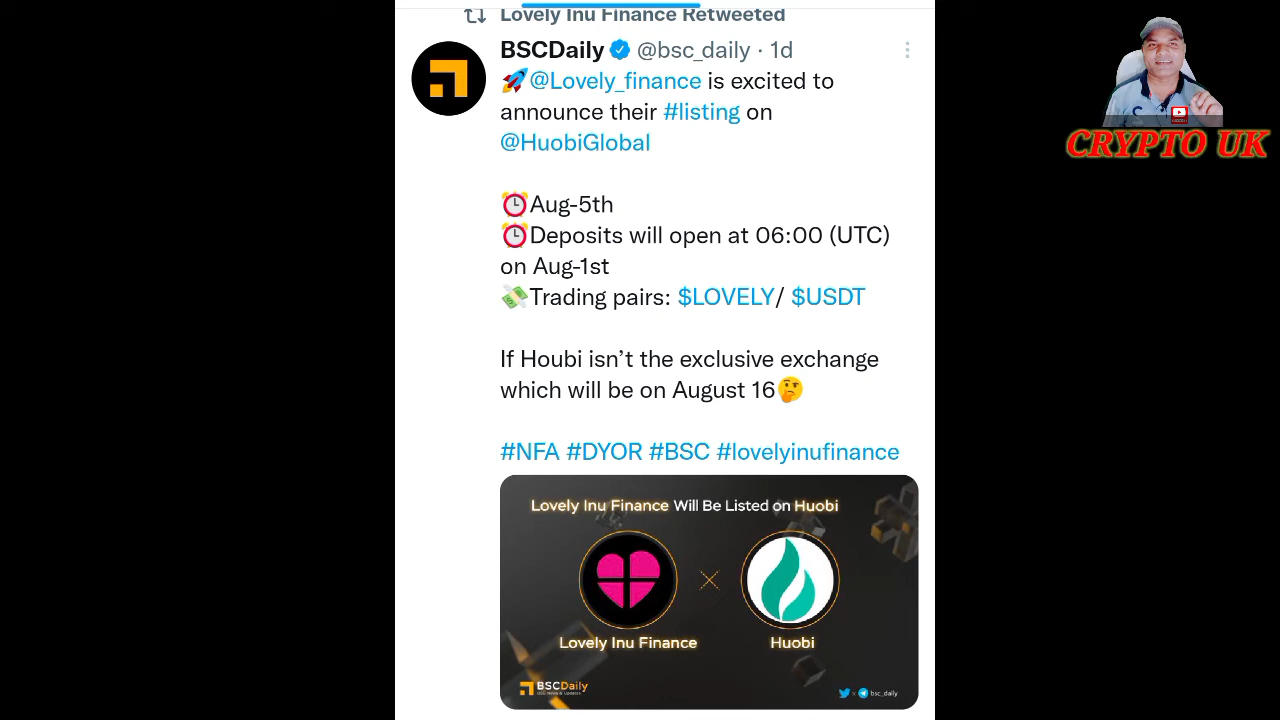 Lovely Inu Finance Retweeted
BSCDaily @bsc_daily · 1d
🚀@Lovely_finance is excited to
announce their #listing on
@HuobiGlobal
⏰Aug-5th
⏰Deposits will open at 06:00 (UTC)
on Aug-1st
💸Trading pairs: $LOVELY/ $USDT
If Houbi isn’t the exclusive exchange
which will be on August 16🤔
#NFA #DYOR #BSC #lovelyinufinance
Lovely Inu Finance Will Be Listed on Huobi
Lovely Inu Finance
Huobi
BSCDaily
bsc_daily
CRYPTO UK